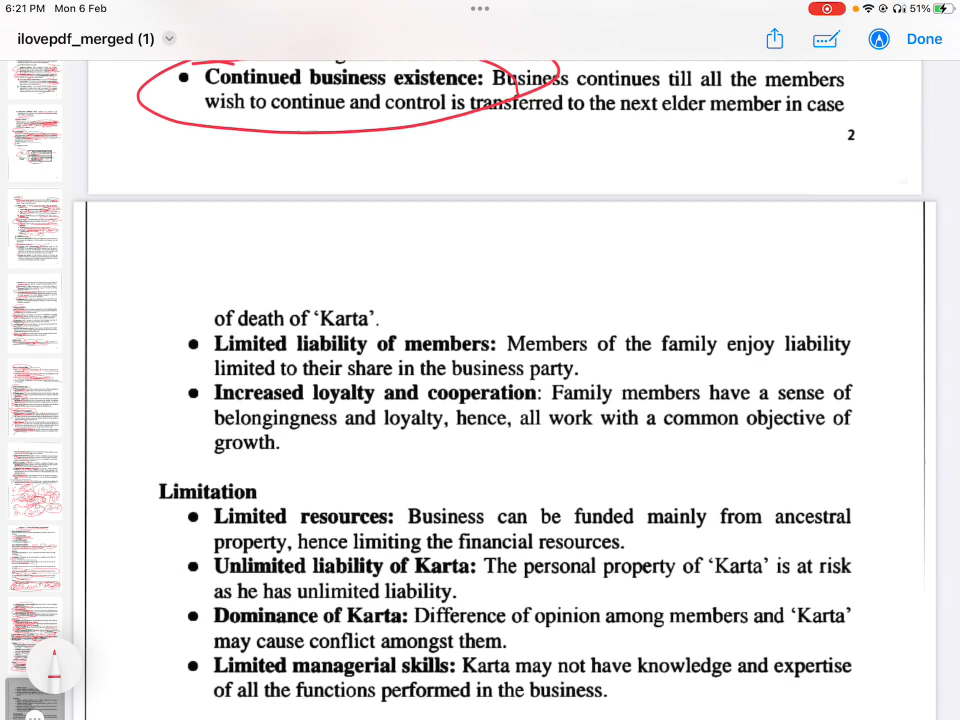 6:21 PM Mon 6 Feb
51%
ilovepdf_merged (1)
Done
● Continued business existence: Business continues till all the members
wish to continue and control is transferred to the next elder member in case
2
of death of ‘Karta’.
● Limited liability of members: Members of the family enjoy liability
limited to their share in the business party.
● Increased loyalty and cooperation: Family members have a sense of
belongingness and loyalty, hence, all work with a common objective of
growth.
Limitation
● Limited resources: Business can be funded mainly from ancestral
property, hence limiting the financial resources.
● Unlimited liability of Karta: The personal property of ‘Karta’ is at risk
as he has unlimited liability.
● Dominance of Karta: Difference of opinion among members and ‘Karta’
may cause conflict amongst them.
● Limited managerial skills: Karta may not have knowledge and expertise
of all the functions performed in the business.